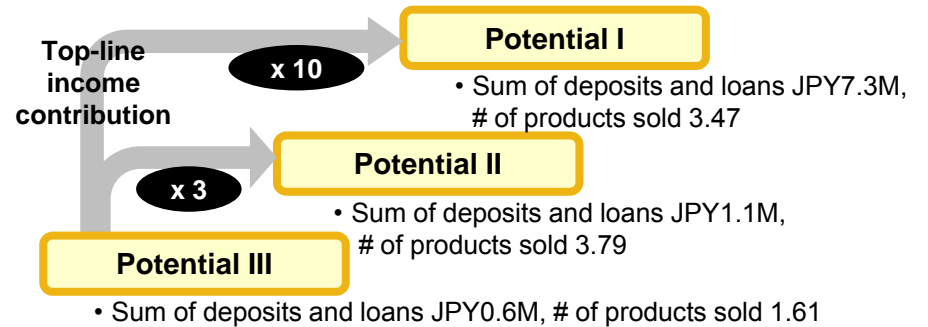 Potential I
Top-line
income
contribution
x 10
• Sum of deposits and loans JPY7.3M,
# of products sold 3.47
Potential II
x 3
• Sum of deposits and loans JPY1.1M,
# of products sold 3.79
Potential III
• Sum of deposits and loans JPY0.6M, # of products sold 1.61